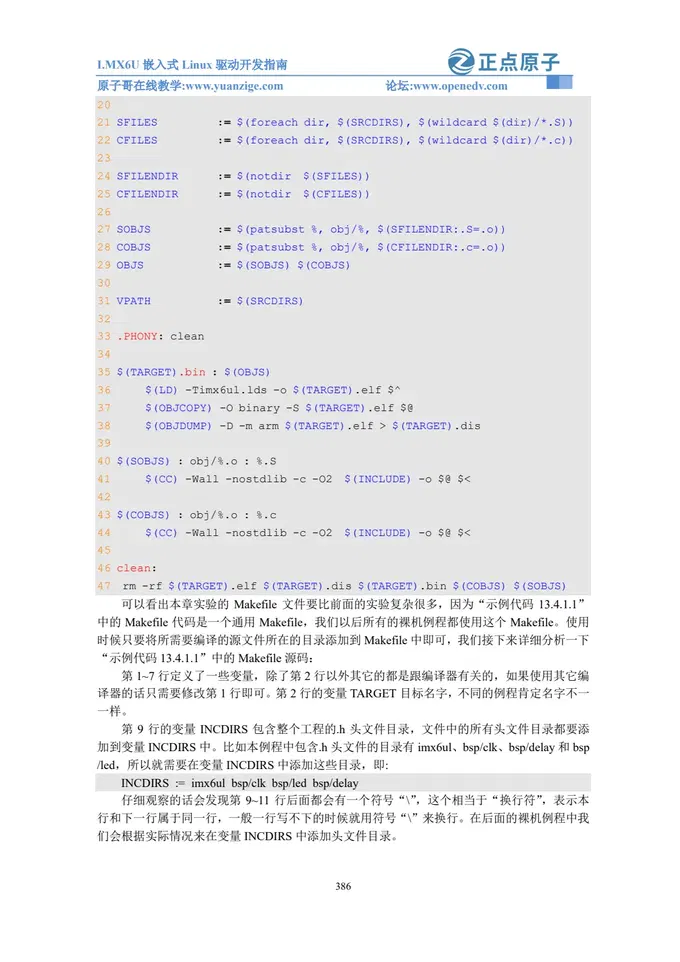 I.MX6U 嵌入式 Linux 驱动开发指南
正点原子
原子哥在线教学:www.yuanzige.com 论坛:www.openedv.com
20
21 SFILES := $(foreach dir, $(SRCDIRS), $(wildcard $(dir)/*.S))
22 CFILES := $(foreach dir, $(SRCDIRS), $(wildcard $(dir)/*.c))
23
24 SFILENDIR := $(notdir $(SFILES))
25 CFILENDIR := $(notdir $(CFILES))
26
27 SOBJS := $(patsubst %, obj/%, $(SFILENDIR:.S=.o))
28 COBJS := $(patsubst %, obj/%, $(CFILENDIR:.c=.o))
29 OBJS := $(SOBJS) $(COBJS)
30
31 VPATH := $(SRCDIRS)
32
33 .PHONY: clean
34
35 $(TARGET).bin : $(OBJS)
36 $(LD) -Timx6ul.lds -o $(TARGET).elf $^
37 $(OBJCOPY) -O binary -S $(TARGET).elf $@
38 $(OBJDUMP) -D -m arm $(TARGET).elf > $(TARGET).dis
39
40 $(SOBJS) : obj/%.o : %.S
41 $(CC) -Wall -nostdlib -c -O2 $(INCLUDE) -o $@ $<
42
43 $(COBJS) : obj/%.o : %.c
44 $(CC) -Wall -nostdlib -c -O2 $(INCLUDE) -o $@ $<
45
46 clean:
47 rm -rf $(TARGET).elf $(TARGET).dis $(TARGET).bin $(COBJS) $(SOBJS)
可以看出本章实验的 Makefile 文件要比前面的实验复杂很多，因为“示例代码 13.4.1.1”
中的 Makefile 代码是一个通用 Makefile，我们以后所有的裸机例程都使用这个 Makefile。使用
时候只要将所需要编译的源文件所在的目录添加到 Makefile 中即可，我们接下来详细分析一下
“示例代码 13.4.1.1”中的 Makefile 源码：
第 1~7 行定义了一些变量，除了第 2 行以外其它的都是跟编译器有关的，如果使用其它编
译器的话只需要修改第 1 行即可。第 2 行的变量 TARGET 目标名字，不同的例程肯定名字不一
一样。
第 9 行的变量 INCDIRS 包含整个工程的.h 头文件目录，文件中的所有头文件目录都要添
加到变量 INCDIRS 中。比如本例程中包含.h 头文件的目录有 imx6ul、bsp/clk、bsp/delay 和 bsp
/led，所以就需要在变量 INCDIRS 中添加这些目录，即:
INCDIRS := imx6ul bsp/clk bsp/led bsp/delay
仔细观察的话会发现第 9~11 行后面都会有一个符号“\”，这个相当于“换行符”，表示本
行和下一行属于同一行，一般一行写不下的时候就用符号“\”来换行。在后面的裸机例程中我
们会根据实际情况来在变量 INCDIRS 中添加头文件目录。
386